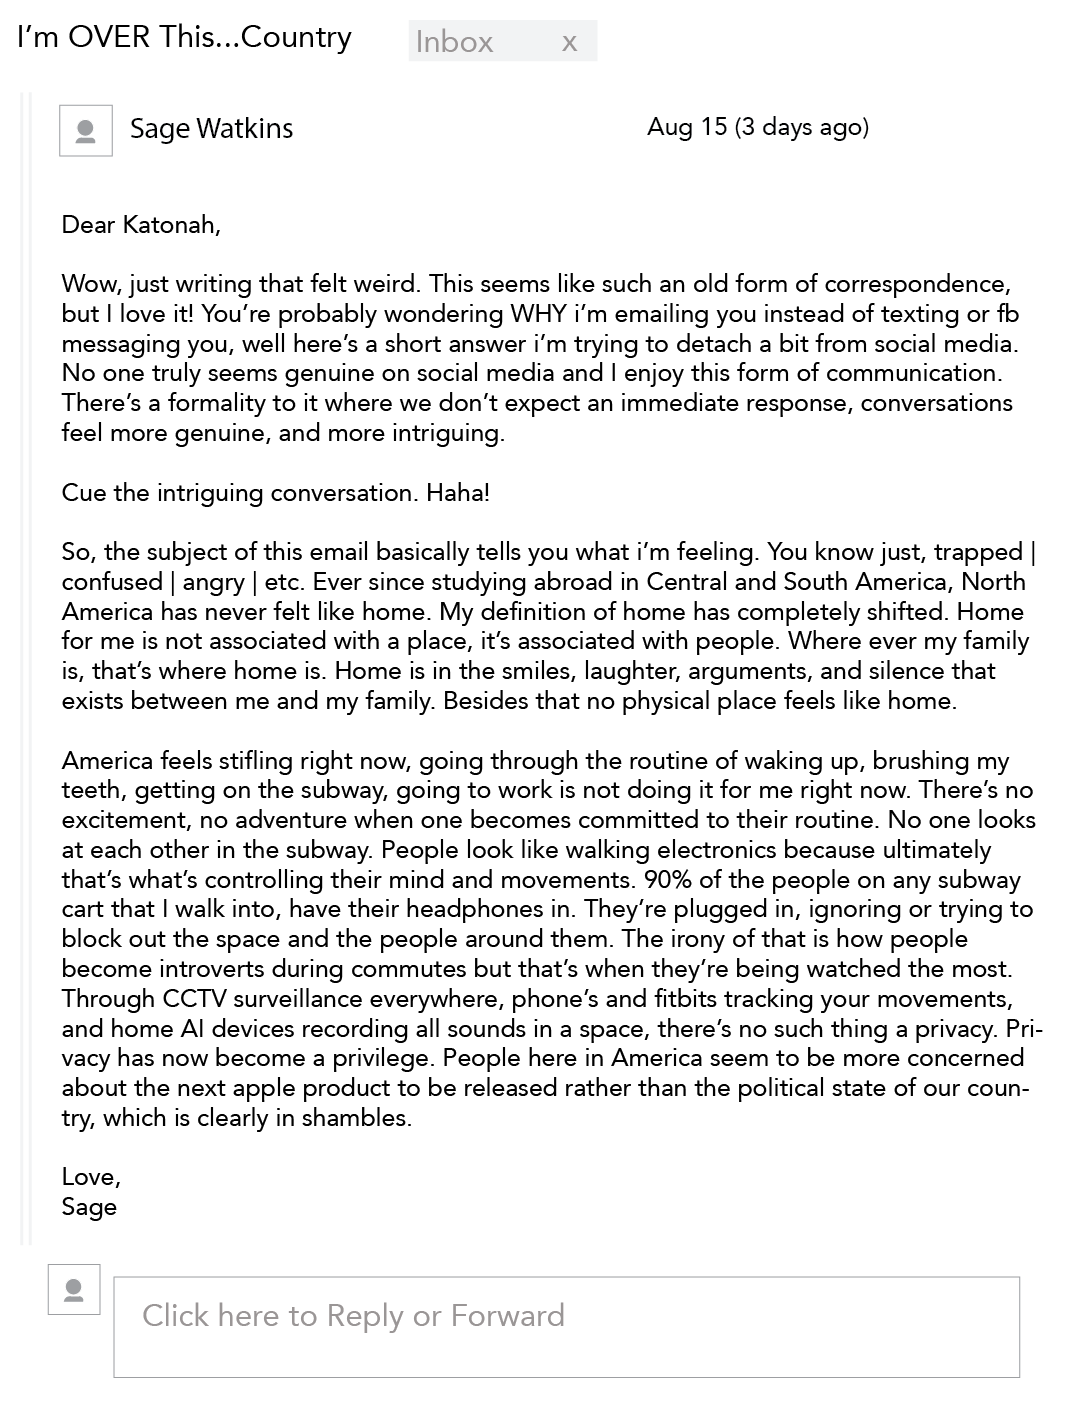 I'm OVER This...Country
Inbox x
Sage Watkins
Aug 15 (3 days ago)
Dear Katonah,
Wow, just writing that felt weird. This seems like such an old form of correspondence,
but I love it! You're probably wondering WHY i'm emailing you instead of texting or fb
messaging you, well here's a short answer i'm trying to detach a bit from social media.
No one truly seems genuine on social media and I enjoy this form of communication.
There's a formality to it where we don't expect an immediate response, conversations
feel more genuine, and more intriguing.
Cue the intriguing conversation. Haha!
So, the subject of this email basically tells you what i'm feeling. You know just, trapped |
confused | angry | etc. Ever since studying abroad in Central and South America, North
America has never felt like home. My definition of home has completely shifted. Home
for me is not associated with a place, it's associated with people. Where ever my family
is, that's where home is. Home is in the smiles, laughter, arguments, and silence that
exists between me and my family. Besides that no physical place feels like home.
America feels stifling right now, going through the routine of waking up, brushing my
teeth, getting on the subway, going to work is not doing it for me right now. There's no
excitement, no adventure when one becomes committed to their routine. No one looks
at each other in the subway. People look like walking electronics because ultimately
that's what's controlling their mind and movements. 90% of the people on any subway
cart that I walk into, have their headphones in. They're plugged in, ignoring or trying to
block out the space and the people around them. The irony of that is how people
become introverts during commutes but that's when they're being watched the most.
Through CCTV surveillance everywhere, phone's and fitbits tracking your movements,
and home AI devices recording all sounds in a space, there's no such thing a privacy. Pri-
vacy has now become a privilege. People here in America seem to be more concerned
about the next apple product to be released rather than the political state of our coun-
try, which is clearly in shambles.
Love,
Sage
Click here to Reply or Forward